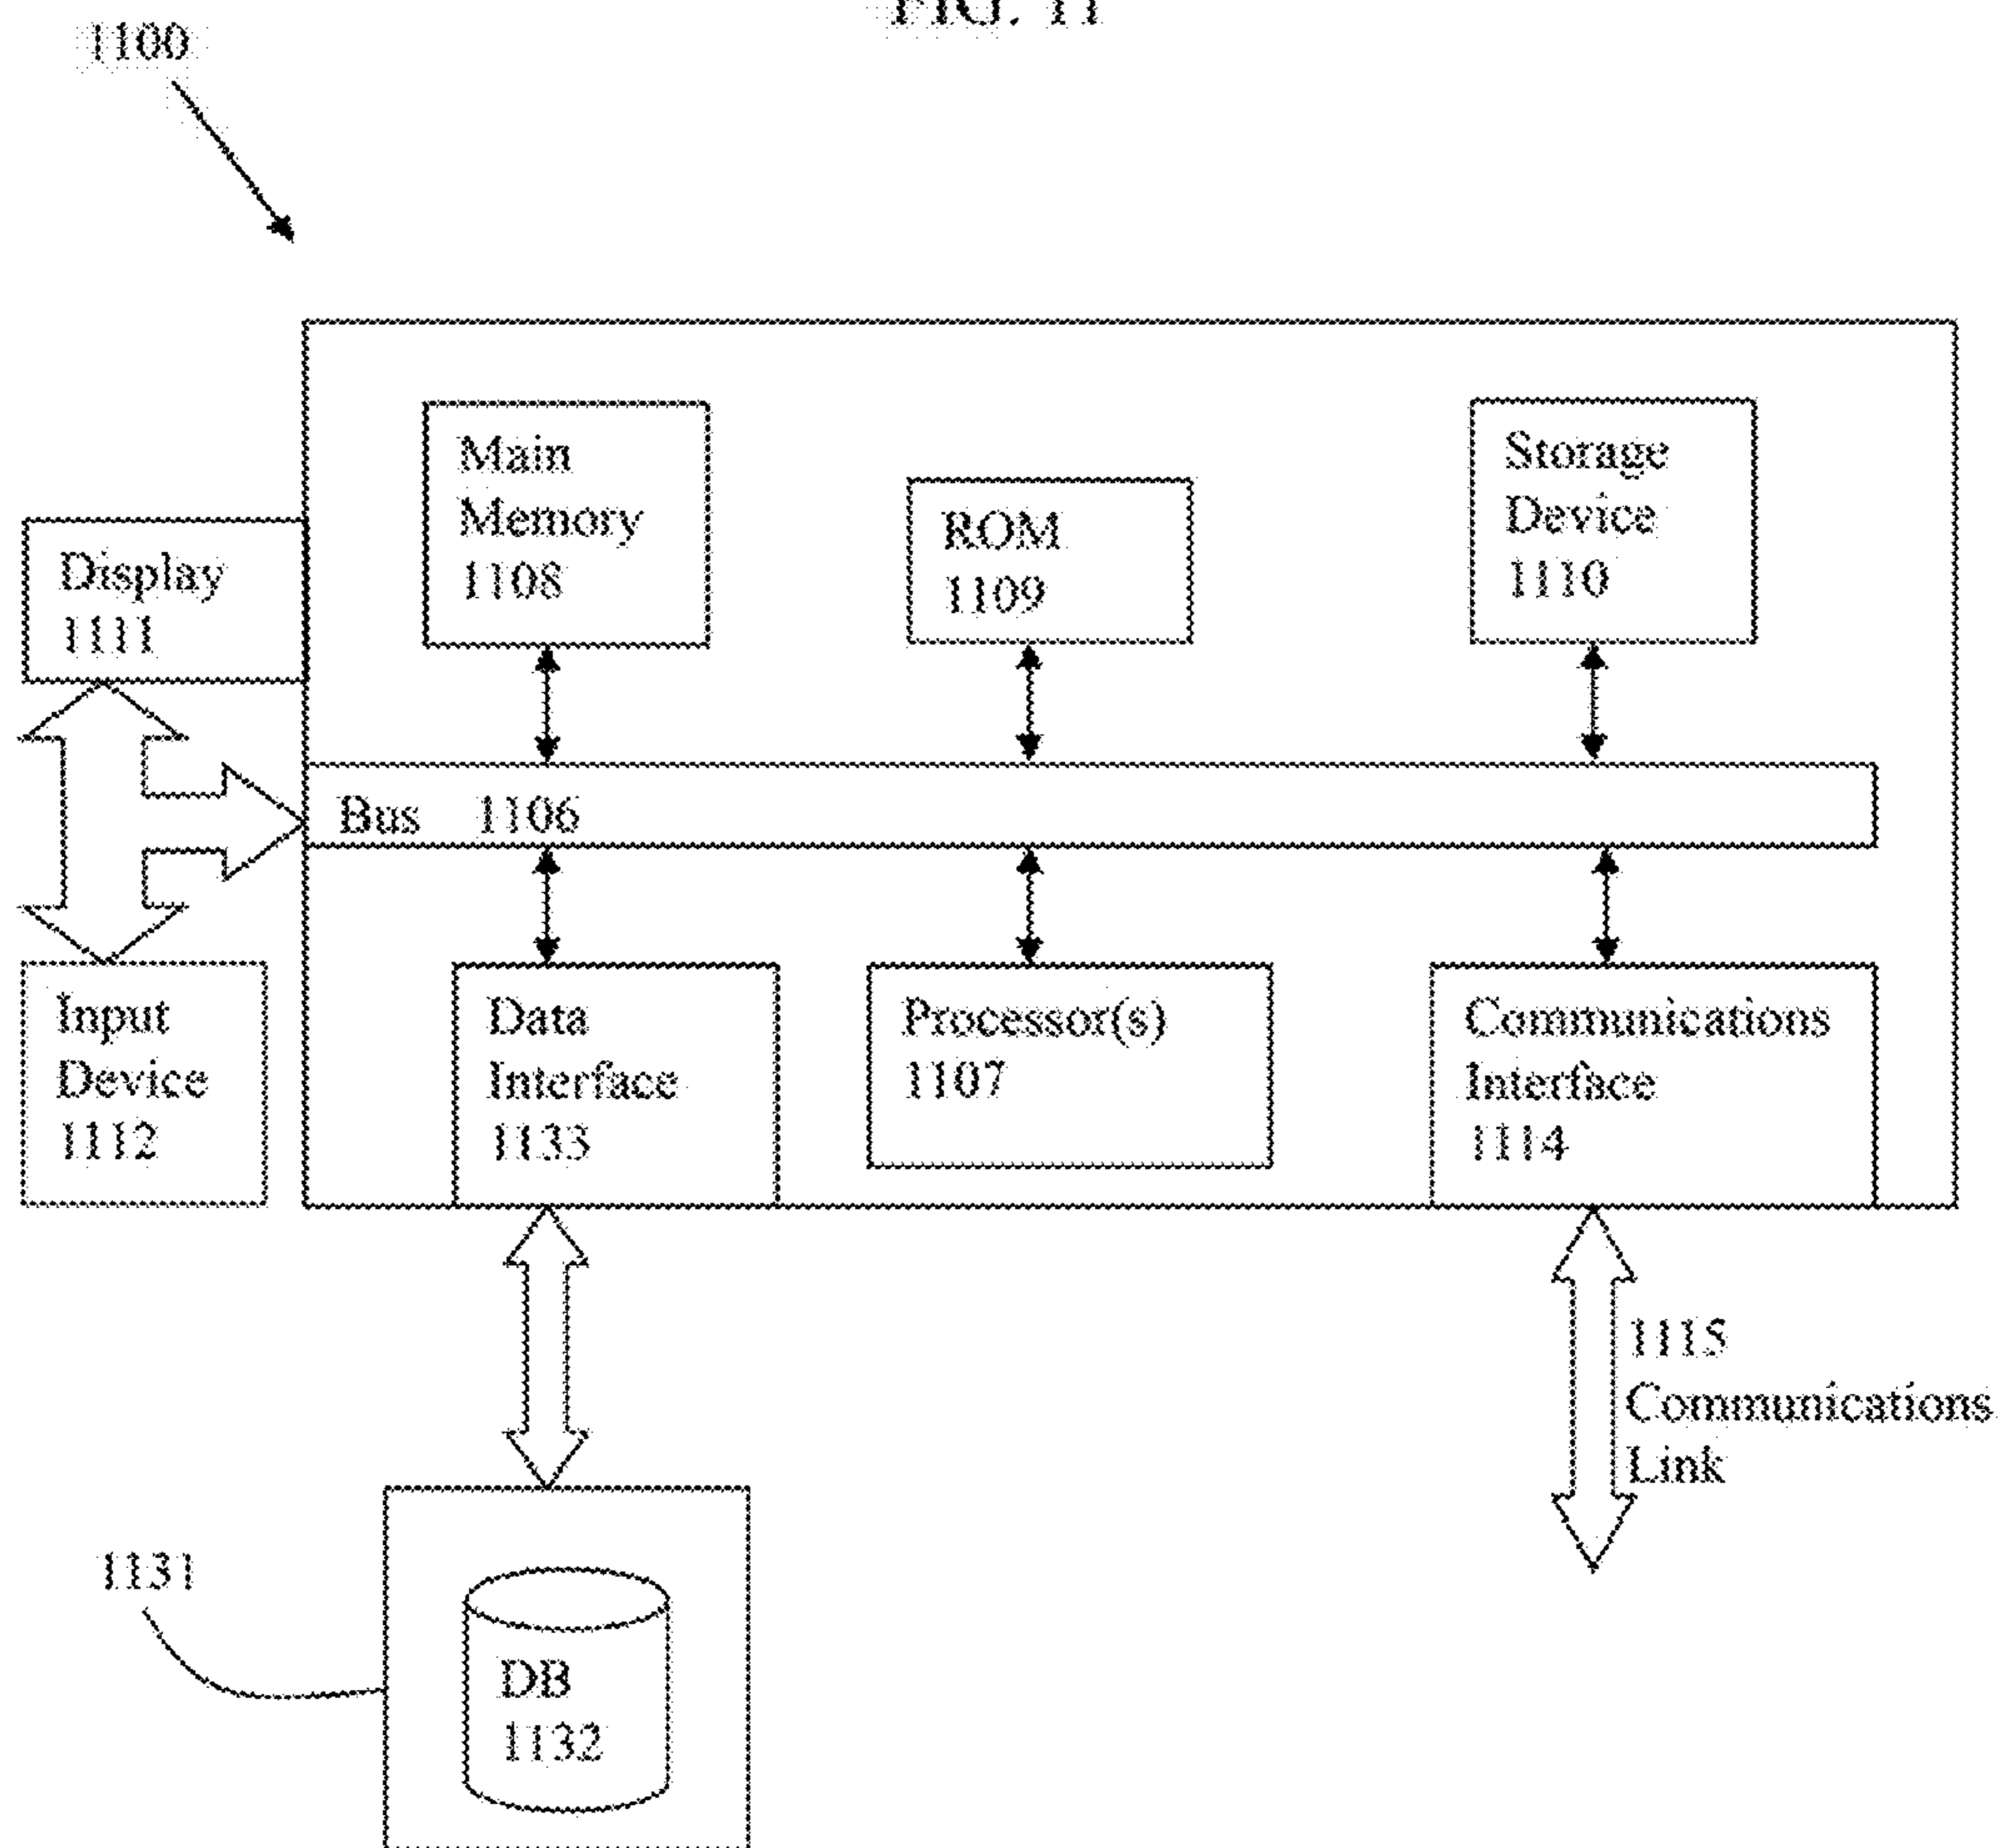 FIG. 11
1100
Main
Memory
1108
ROM
1109
Storage
Device
1110
Display
1111
Bus 1106
Input
Device
1112
Data
Interface
1133
Processor(s)
1107
Communications
Interface
1114
1115
Communications
Link
1131
DB
1132